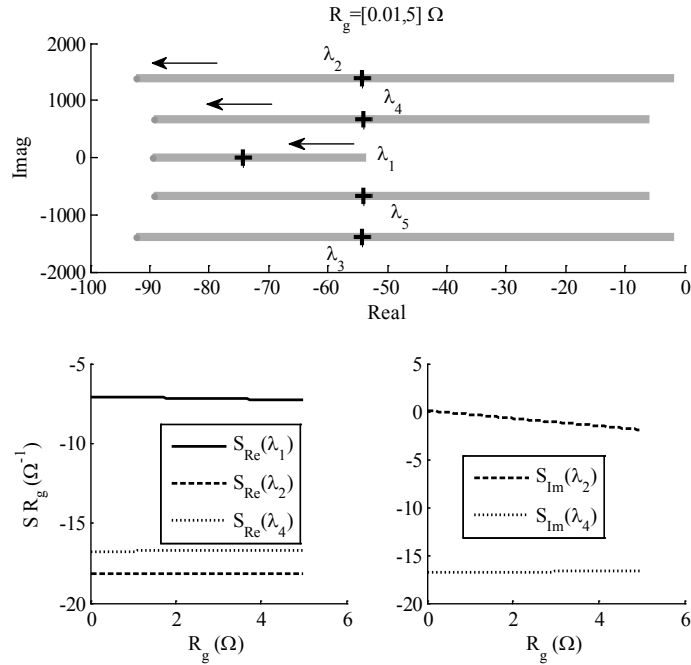 R_g=[0.01,5] Ω
2000
1000
0
-1000
-2000
Imag
λ_2
λ_4
λ_1
λ_5
λ_3
-100 -90 -80 -70 -60 -50 -40 -30 -20 -10 0
Real
-5
-10
-15
-20
S R_g (Ω^-1)
S_Re(λ_1)
S_Re(λ_2)
S_Re(λ_4)
0 2 4 6
R_g (Ω)
5
0
-5
-10
-15
-20
S_Im(λ_2)
S_Im(λ_4)
0 2 4 6
R_g (Ω)